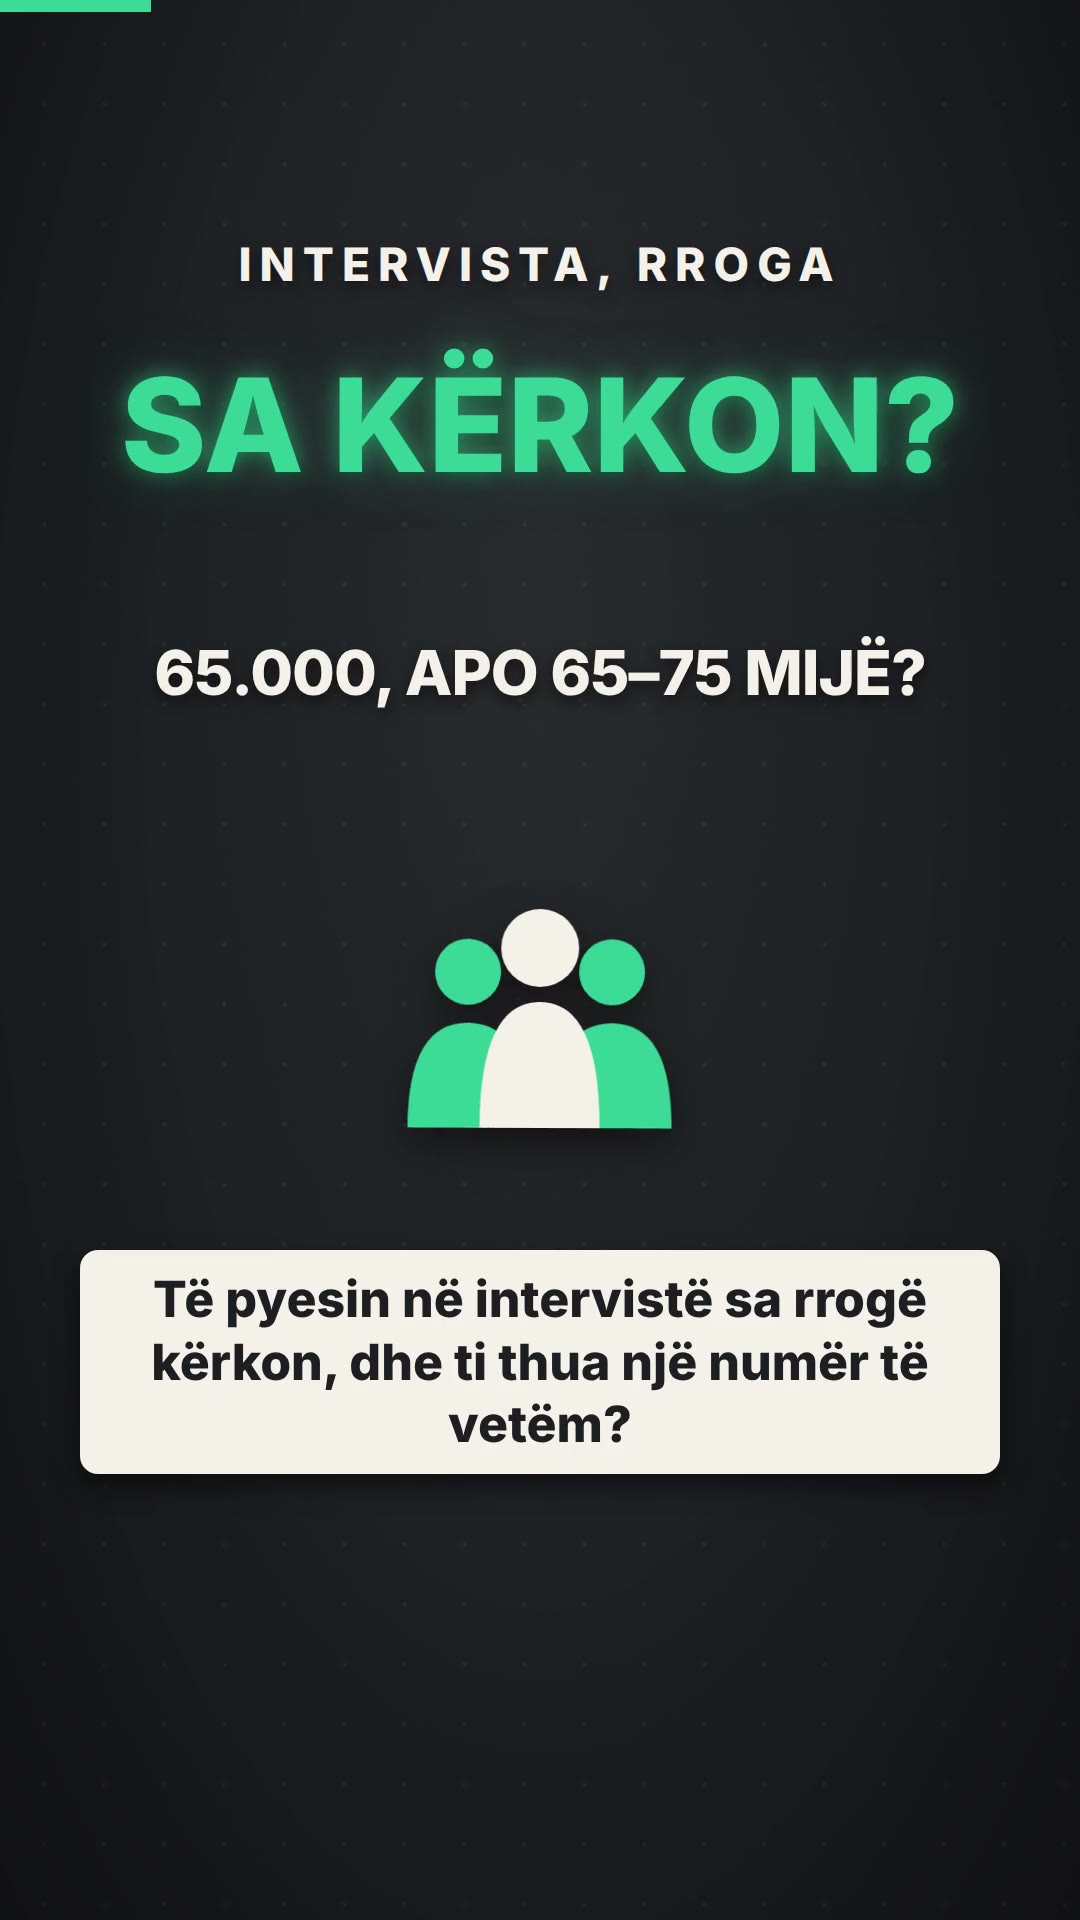 INTERVISTA, RROGA
SA KËRKON?
65.000, APO 65–75 MIJË?
Të pyesin në intervistë sa rrogë
kërkon, dhe ti thua një numër të
vetëm?